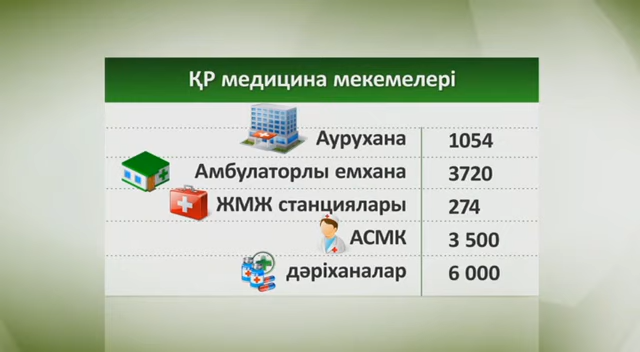 ҚР медицина мекемелері
Аурухана 1054
Амбулаторлы емхана 3720
ЖМЖ станциялары 274
АСМК 3 500
дәріханалар 6 000